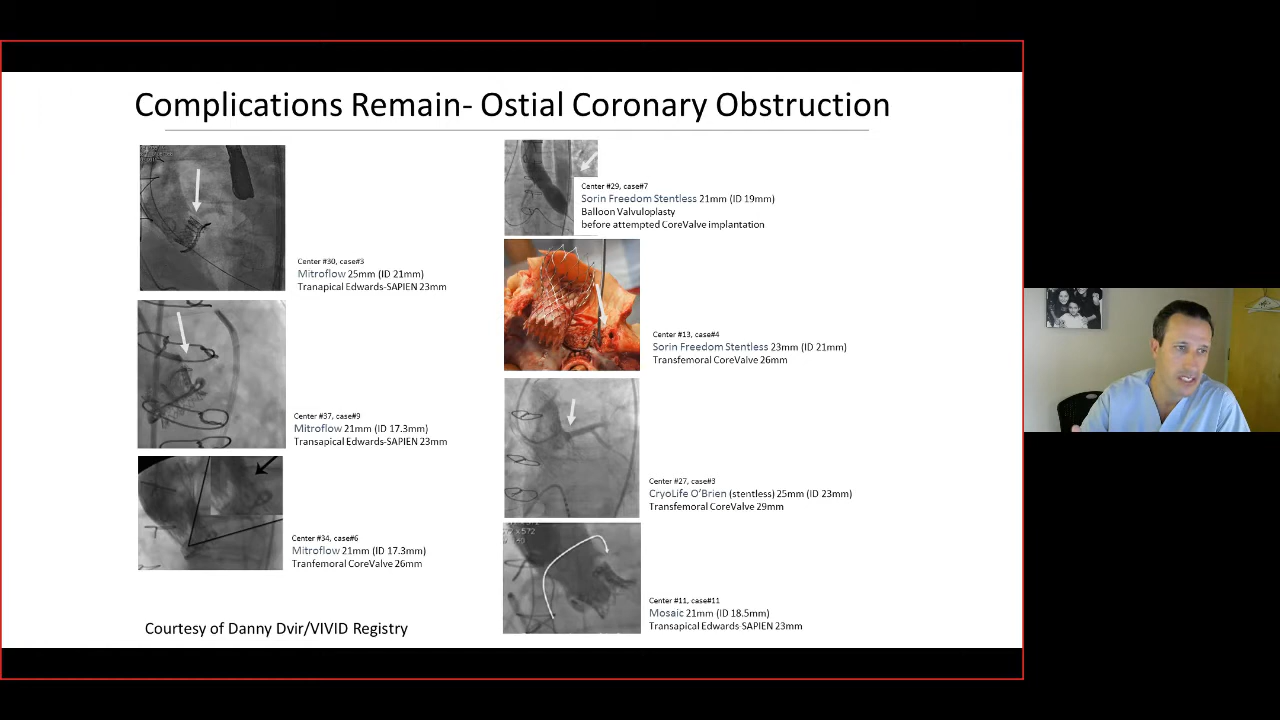 Complications Remain- Ostial Coronary Obstruction
Center #30, case#3
Mitroflow 25mm (ID 21mm)
Tranapical Edwards-SAPIEN 23mm
Center #37, case#9
Mitroflow 21mm (ID 17.3mm)
Transapical Edwards-SAPIEN 23mm
Center #34, case#6
Mitroflow 21mm (ID 17.3mm)
Tranfemoral CoreValve 26mm
Courtesy of Danny Dvir/VIVID Registry
Center #29, case#7
Sorin Freedom Stentless 21mm (ID 19mm)
Balloon Valvuloplasty
before attempted CoreValve implantation
Center #13, case#4
Sorin Freedom Stentless 23mm (ID 21mm)
Transfemoral CoreValve 26mm
Center #27, case#3
CryoLife O'Brien (stentless) 25mm (ID 23mm)
Transfemoral CoreValve 29mm
Center #11, case#11
Mosaic 21mm (ID 18.5mm)
Transapical Edwards-SAPIEN 23mm